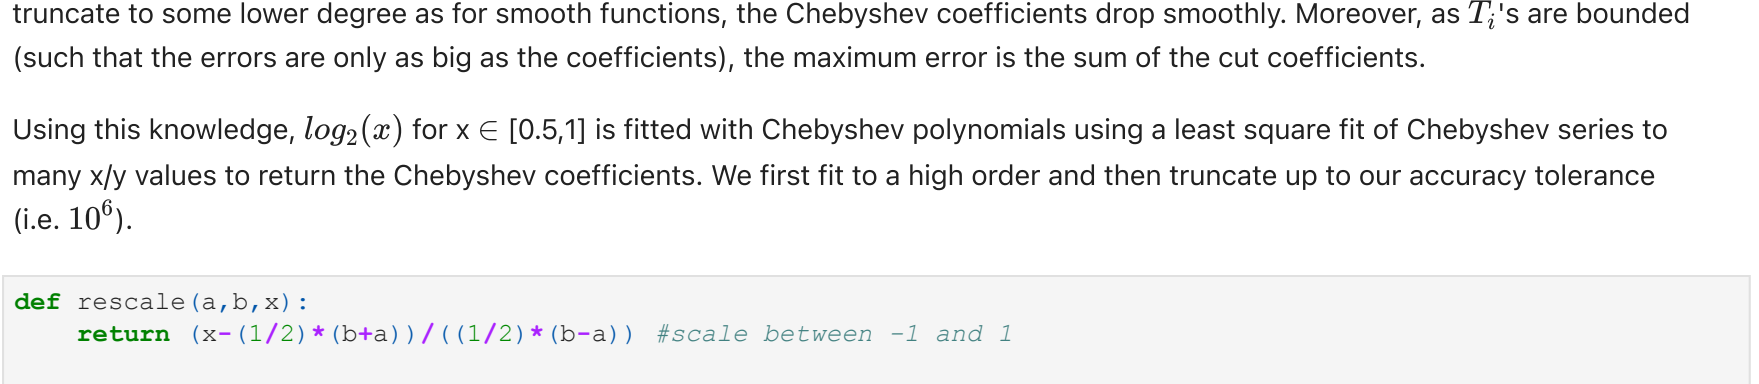 truncate to some lower degree as for smooth functions, the Chebyshev coefficients drop smoothly. Moreover, as $T_i$'s are bounded
(such that the errors are only as big as the coefficients), the maximum error is the sum of the cut coefficients.
Using this knowledge, $log_2(x)$ for x ∈ [0.5,1] is fitted with Chebyshev polynomials using a least square fit of Chebyshev series to
many x/y values to return the Chebyshev coefficients. We first fit to a high order and then truncate up to our accuracy tolerance
(i.e. $10^6$).
def rescale(a,b,x):
    return (x-(1/2)*(b+a))/((1/2)*(b-a)) #scale between -1 and 1